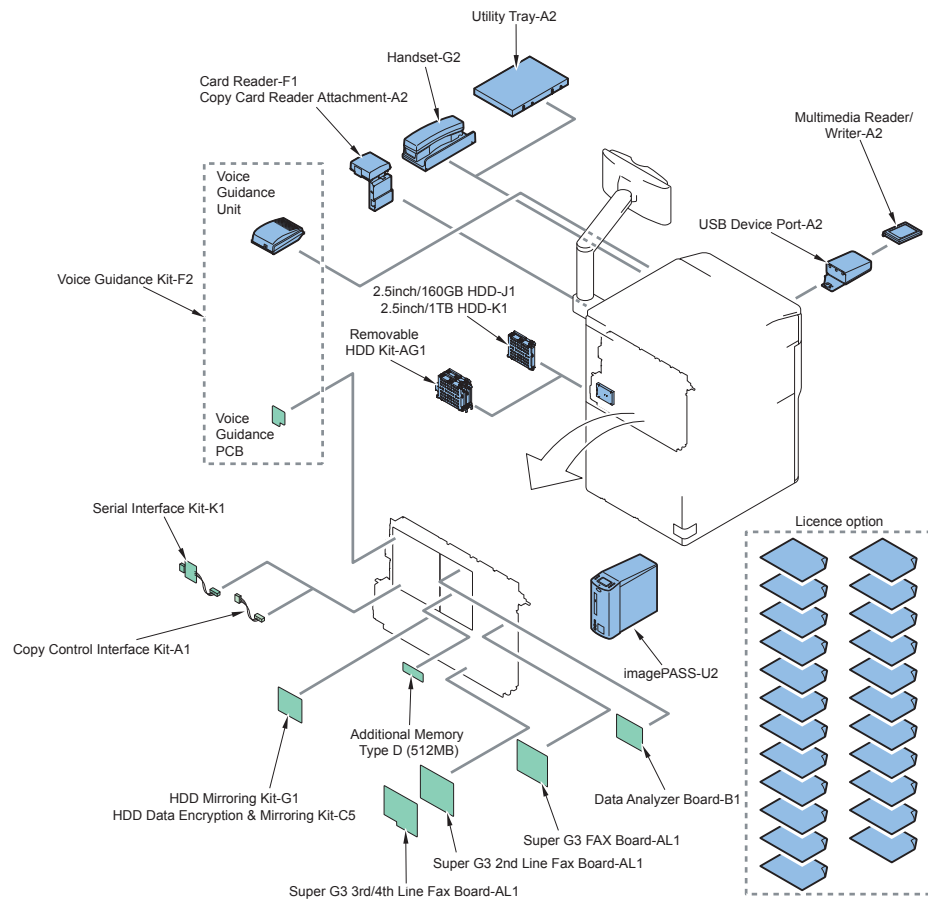 Utility Tray-A2
Handset-G2
Card Reader-F1
Copy Card Reader Attachment-A2
Multimedia Reader/
Writer-A2
Voice
Guidance
Unit
USB Device Port-A2
Voice Guidance Kit-F2
2.5inch/160GB HDD-J1
2.5inch/1TB HDD-K1
Removable
HDD Kit-AG1
Voice
Guidance
PCB
Serial Interface Kit-K1
Licence option
Copy Control Interface Kit-A1
imagePASS-U2
Additional Memory
Type D (512MB)
HDD Mirroring Kit-G1
HDD Data Encryption & Mirroring Kit-C5
Data Analyzer Board-B1
Super G3 FAX Board-AL1
Super G3 2nd Line Fax Board-AL1
Super G3 3rd/4th Line Fax Board-AL1